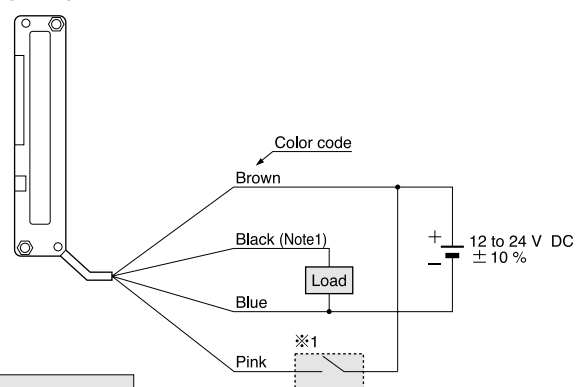 Color code
Brown
Black (Note1)
+
12 to 24 V DC
± 10 %
−
Load
Blue
※1
Pink